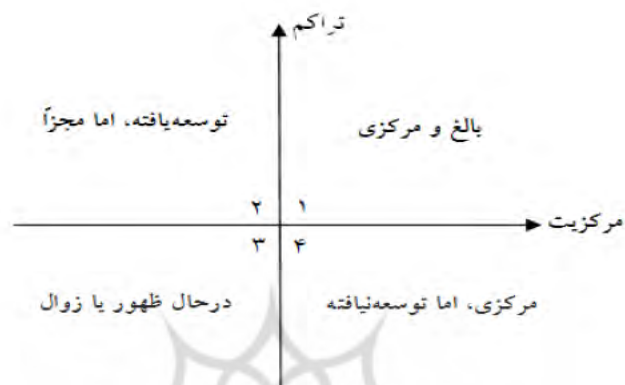 تراکم
بالغ و مرکزی
توسعه‌یافته، اما مجزاً
۱
۲
مرکزیت
۳
۴
درحال ظهور یا زوال
مرکزی، اما توسعه‌نیافته